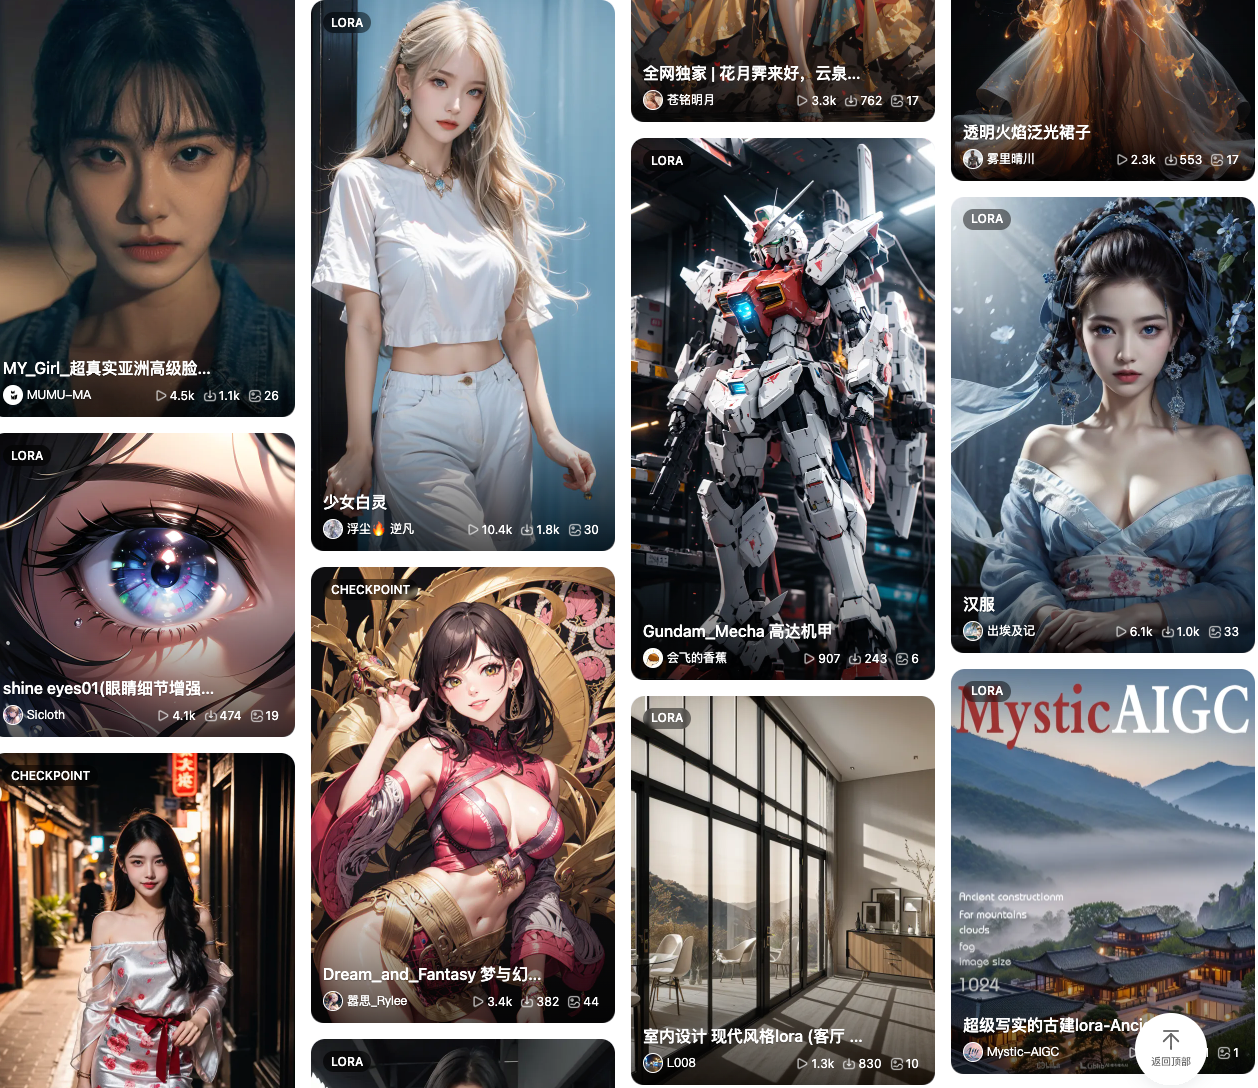 MY_Girl_超真实亚洲高级脸...
MUMU-MA
4.5k 1.1k 26
LORA
shine eyes01(眼睛细节增强...
Sicloth
4.1k 474 19
CHECKPOINT
LORA
少女白灵
浮尘🔥 逆凡
10.4k 1.8k 30
CHECKPOINT
Dream_and_Fantasy 梦与幻...
嚣思_Rylee
3.4k 382 44
LORA
全网独家 | 花月霁来好，云泉...
苍铭明月
3.3k 762 17
LORA
Gundam_Mecha 高达机甲
会飞的香蕉
907 243 6
LORA
室内设计 现代风格lora (客厅 ...
L008
1.3k 830 10
透明火焰泛光裙子
雾里晴川
2.3k 553 17
LORA
汉服
出埃及记
6.1k 1.0k 33
LORA
MysticAIGC
Ancient constructionm
For mountains
clouds
fog
Image size
1024
超级写实的古建lora-Anci
Mystic-AIGC
1
返回顶部